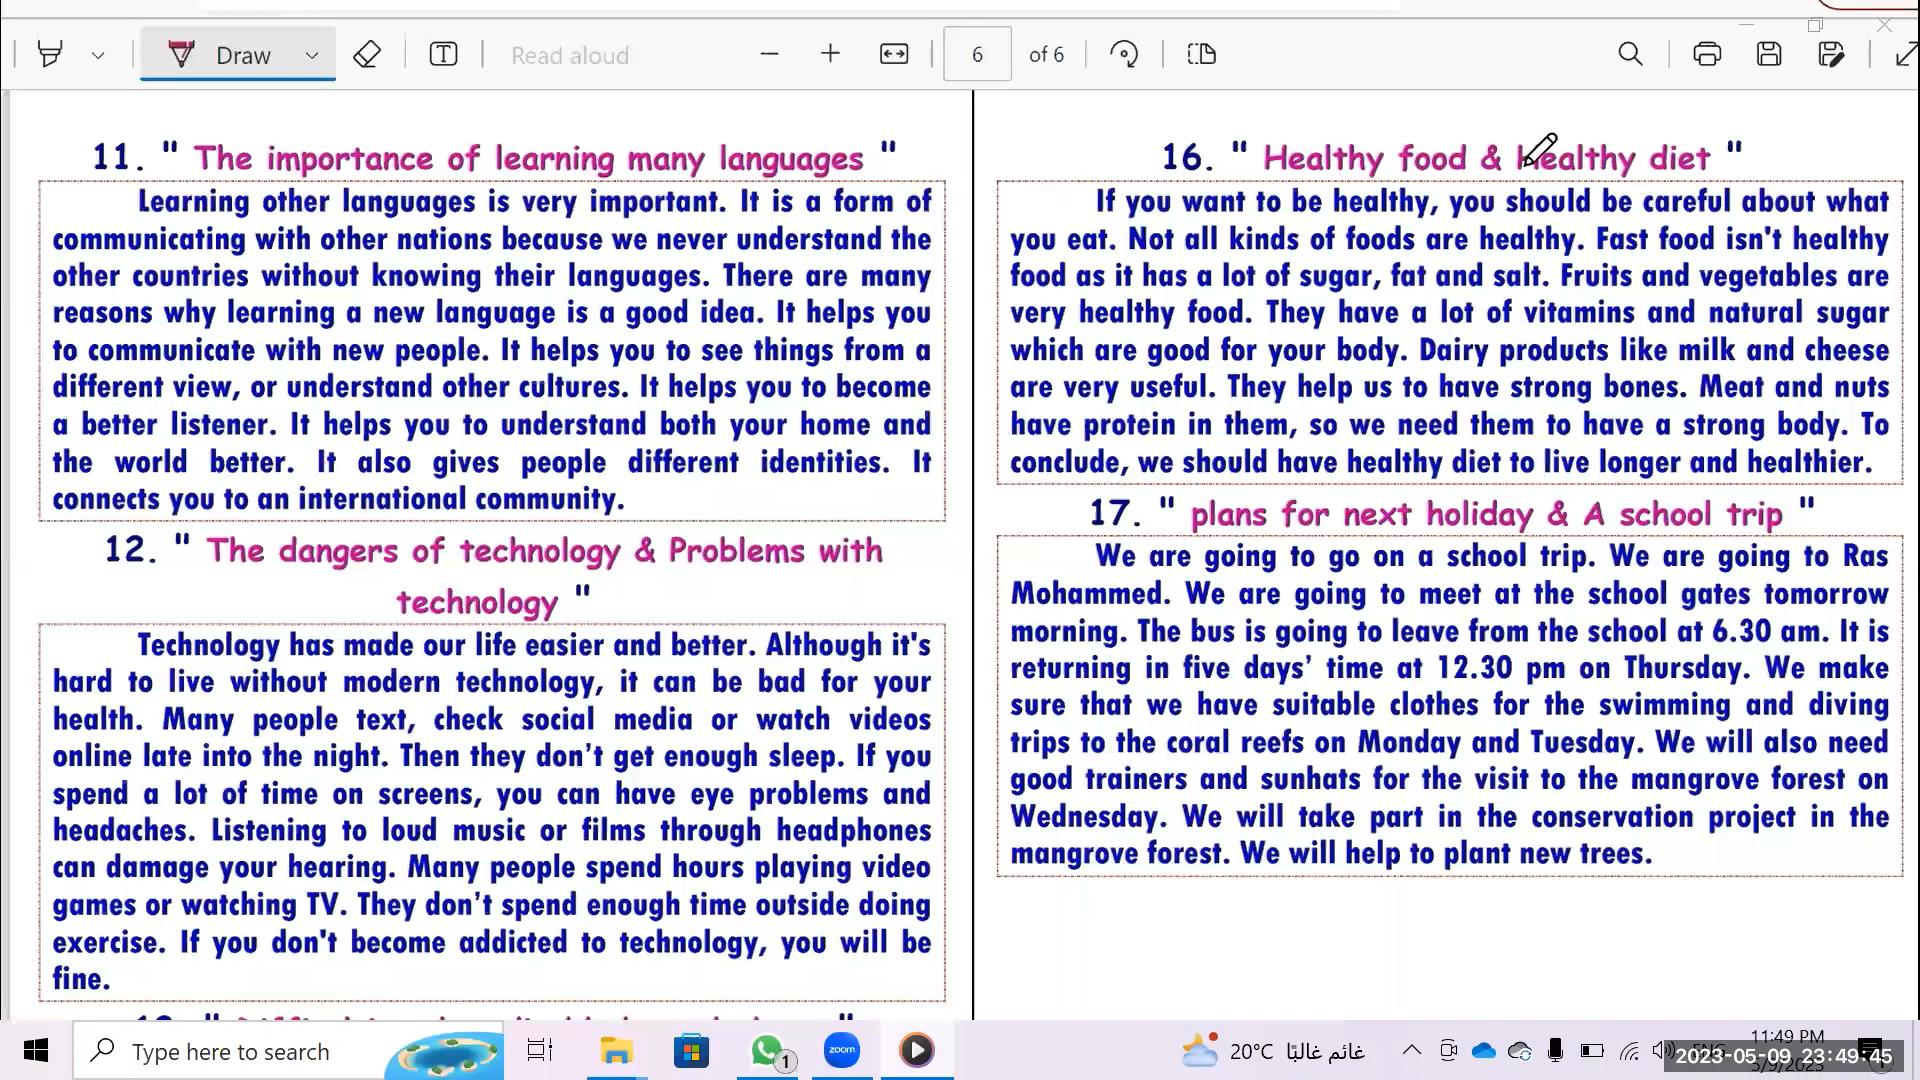 Draw
Read aloud
6
of 6
11. " The importance of learning many languages "
Learning other languages is very important. It is a form of
communicating with other nations because we never understand the
other countries without knowing their languages. There are many
reasons why learning a new language is a good idea. It helps you
to communicate with new people. It helps you to see things from a
different view, or understand other cultures. It helps you to become
a better listener. It helps you to understand both your home and
the world better. It also gives people different identities. It
connects you to an international community.
12. " The dangers of technology & Problems with
technology "
Technology has made our life easier and better. Although it's
hard to live without modern technology, it can be bad for your
health. Many people text, check social media or watch videos
online late into the night. Then they don't get enough sleep. If you
spend a lot of time on screens, you can have eye problems and
headaches. Listening to loud music or films through headphones
can damage your hearing. Many people spend hours playing video
games or watching TV. They don't spend enough time outside doing
exercise. If you don't become addicted to technology, you will be
fine.
16. " Healthy food & Healthy diet "
If you want to be healthy, you should be careful about what
you eat. Not all kinds of foods are healthy. Fast food isn't healthy
food as it has a lot of sugar, fat and salt. Fruits and vegetables are
very healthy food. They have a lot of vitamins and natural sugar
which are good for your body. Dairy products like milk and cheese
are very useful. They help us to have strong bones. Meat and nuts
have protein in them, so we need them to have a strong body. To
conclude, we should have healthy diet to live longer and healthier.
17. " plans for next holiday & A school trip "
We are going to go on a school trip. We are going to Ras
Mohammed. We are going to meet at the school gates tomorrow
morning. The bus is going to leave from the school at 6.30 am. It is
returning in five days' time at 12.30 pm on Thursday. We make
sure that we have suitable clothes for the swimming and diving
trips to the coral reefs on Monday and Tuesday. We will also need
good trainers and sunhats for the visit to the mangrove forest on
Wednesday. We will take part in the conservation project in the
mangrove forest. We will help to plant new trees.
Type here to search
1
zoom
20°C غائم غالبًا
11:49 PM
2023-05-09 23:49:45